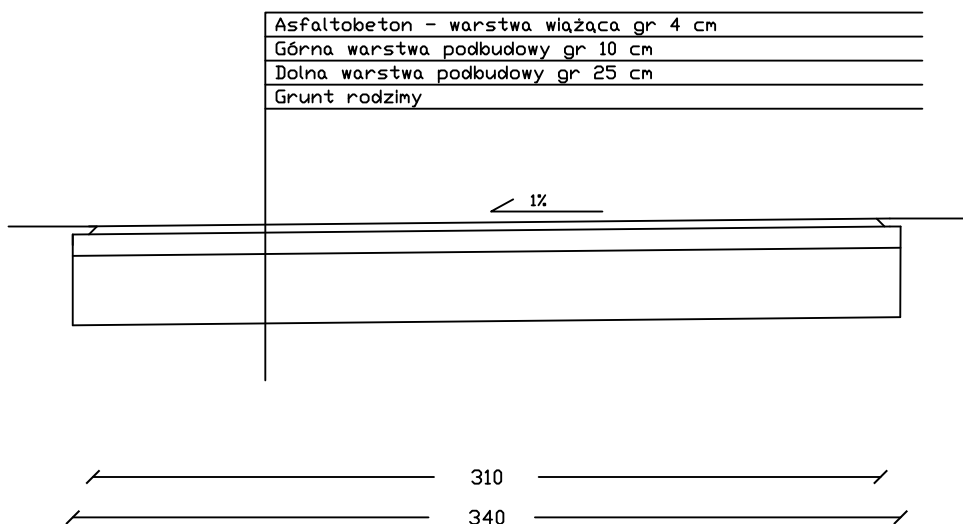 Asfaltobeton - warstwa wiążąca gr 4 cm
Górna warstwa podbudowy gr 10 cm
Dolna warstwa podbudowy gr 25 cm
Grunt rodzimy
1%
310
340